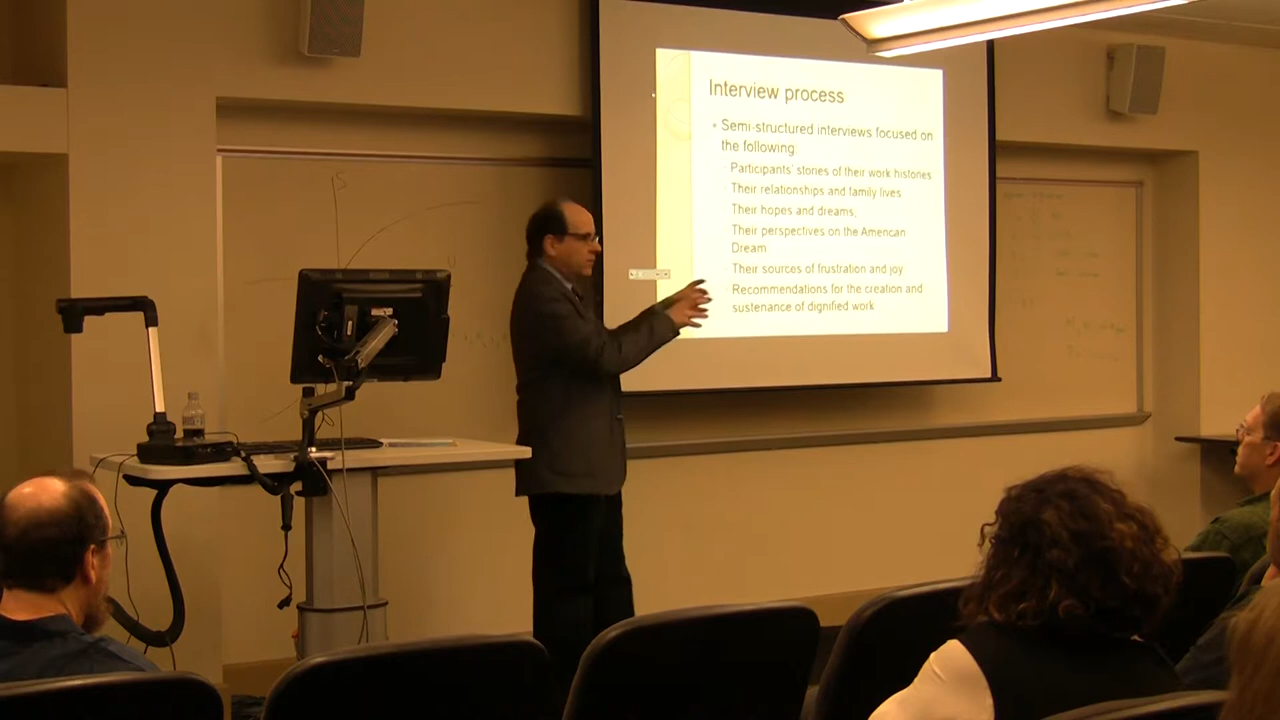 Interview process
• Semi-structured interviews focused on
the following:
Participants' stories of their work histories
Their relationships and family lives
Their hopes and dreams;
Their perspectives on the American
Dream
Their sources of frustration and joy
Recommendations for the creation and
sustenance of dignified work